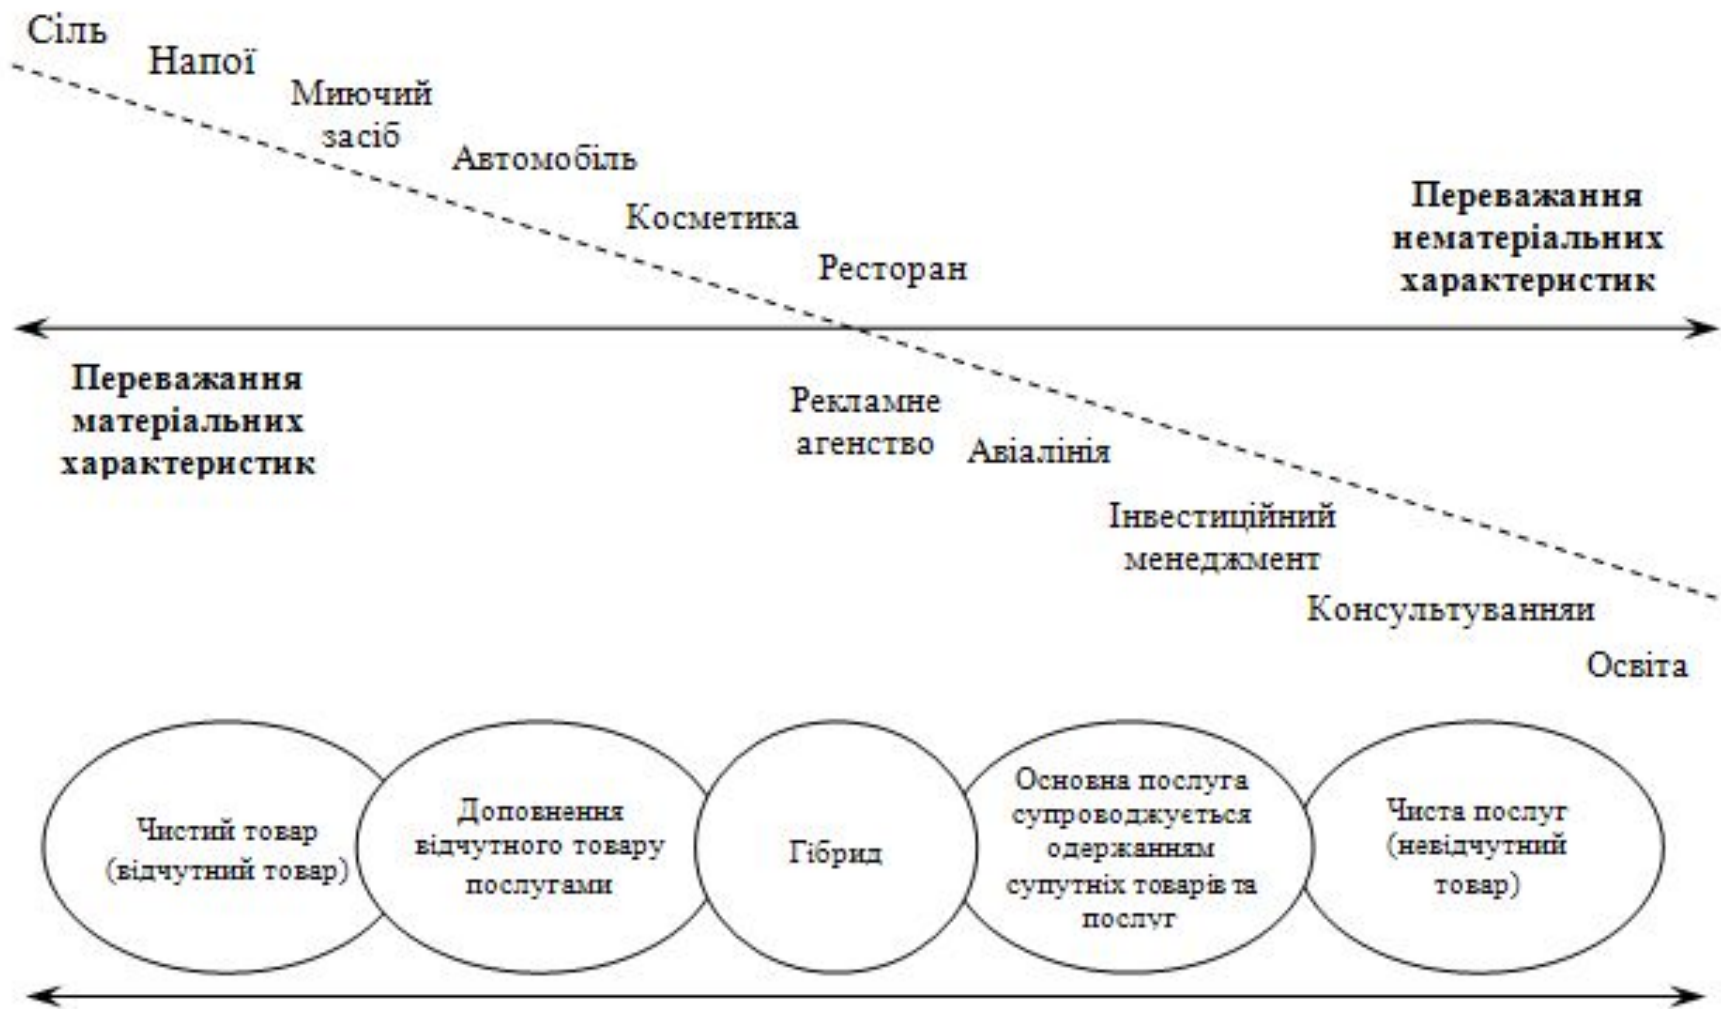 Сіль
Напої
Миючий
засіб
Автомобіль
Косметика
Ресторан
Переважання
нематеріальних
характеристик
Переважання
матеріальних
характеристик
Рекламне
агенство
Авіалінія
Інвестиційний
менеджмент
Консультуванняи
Освіта
Чистий товар
(відчутний товар)
Доповнення
відчутного товару
послугами
Гібрид
Основна послуга
супроводжується
одержанням
супутніх товарів та
послуг
Чиста послуг
(невідчутний
товар)